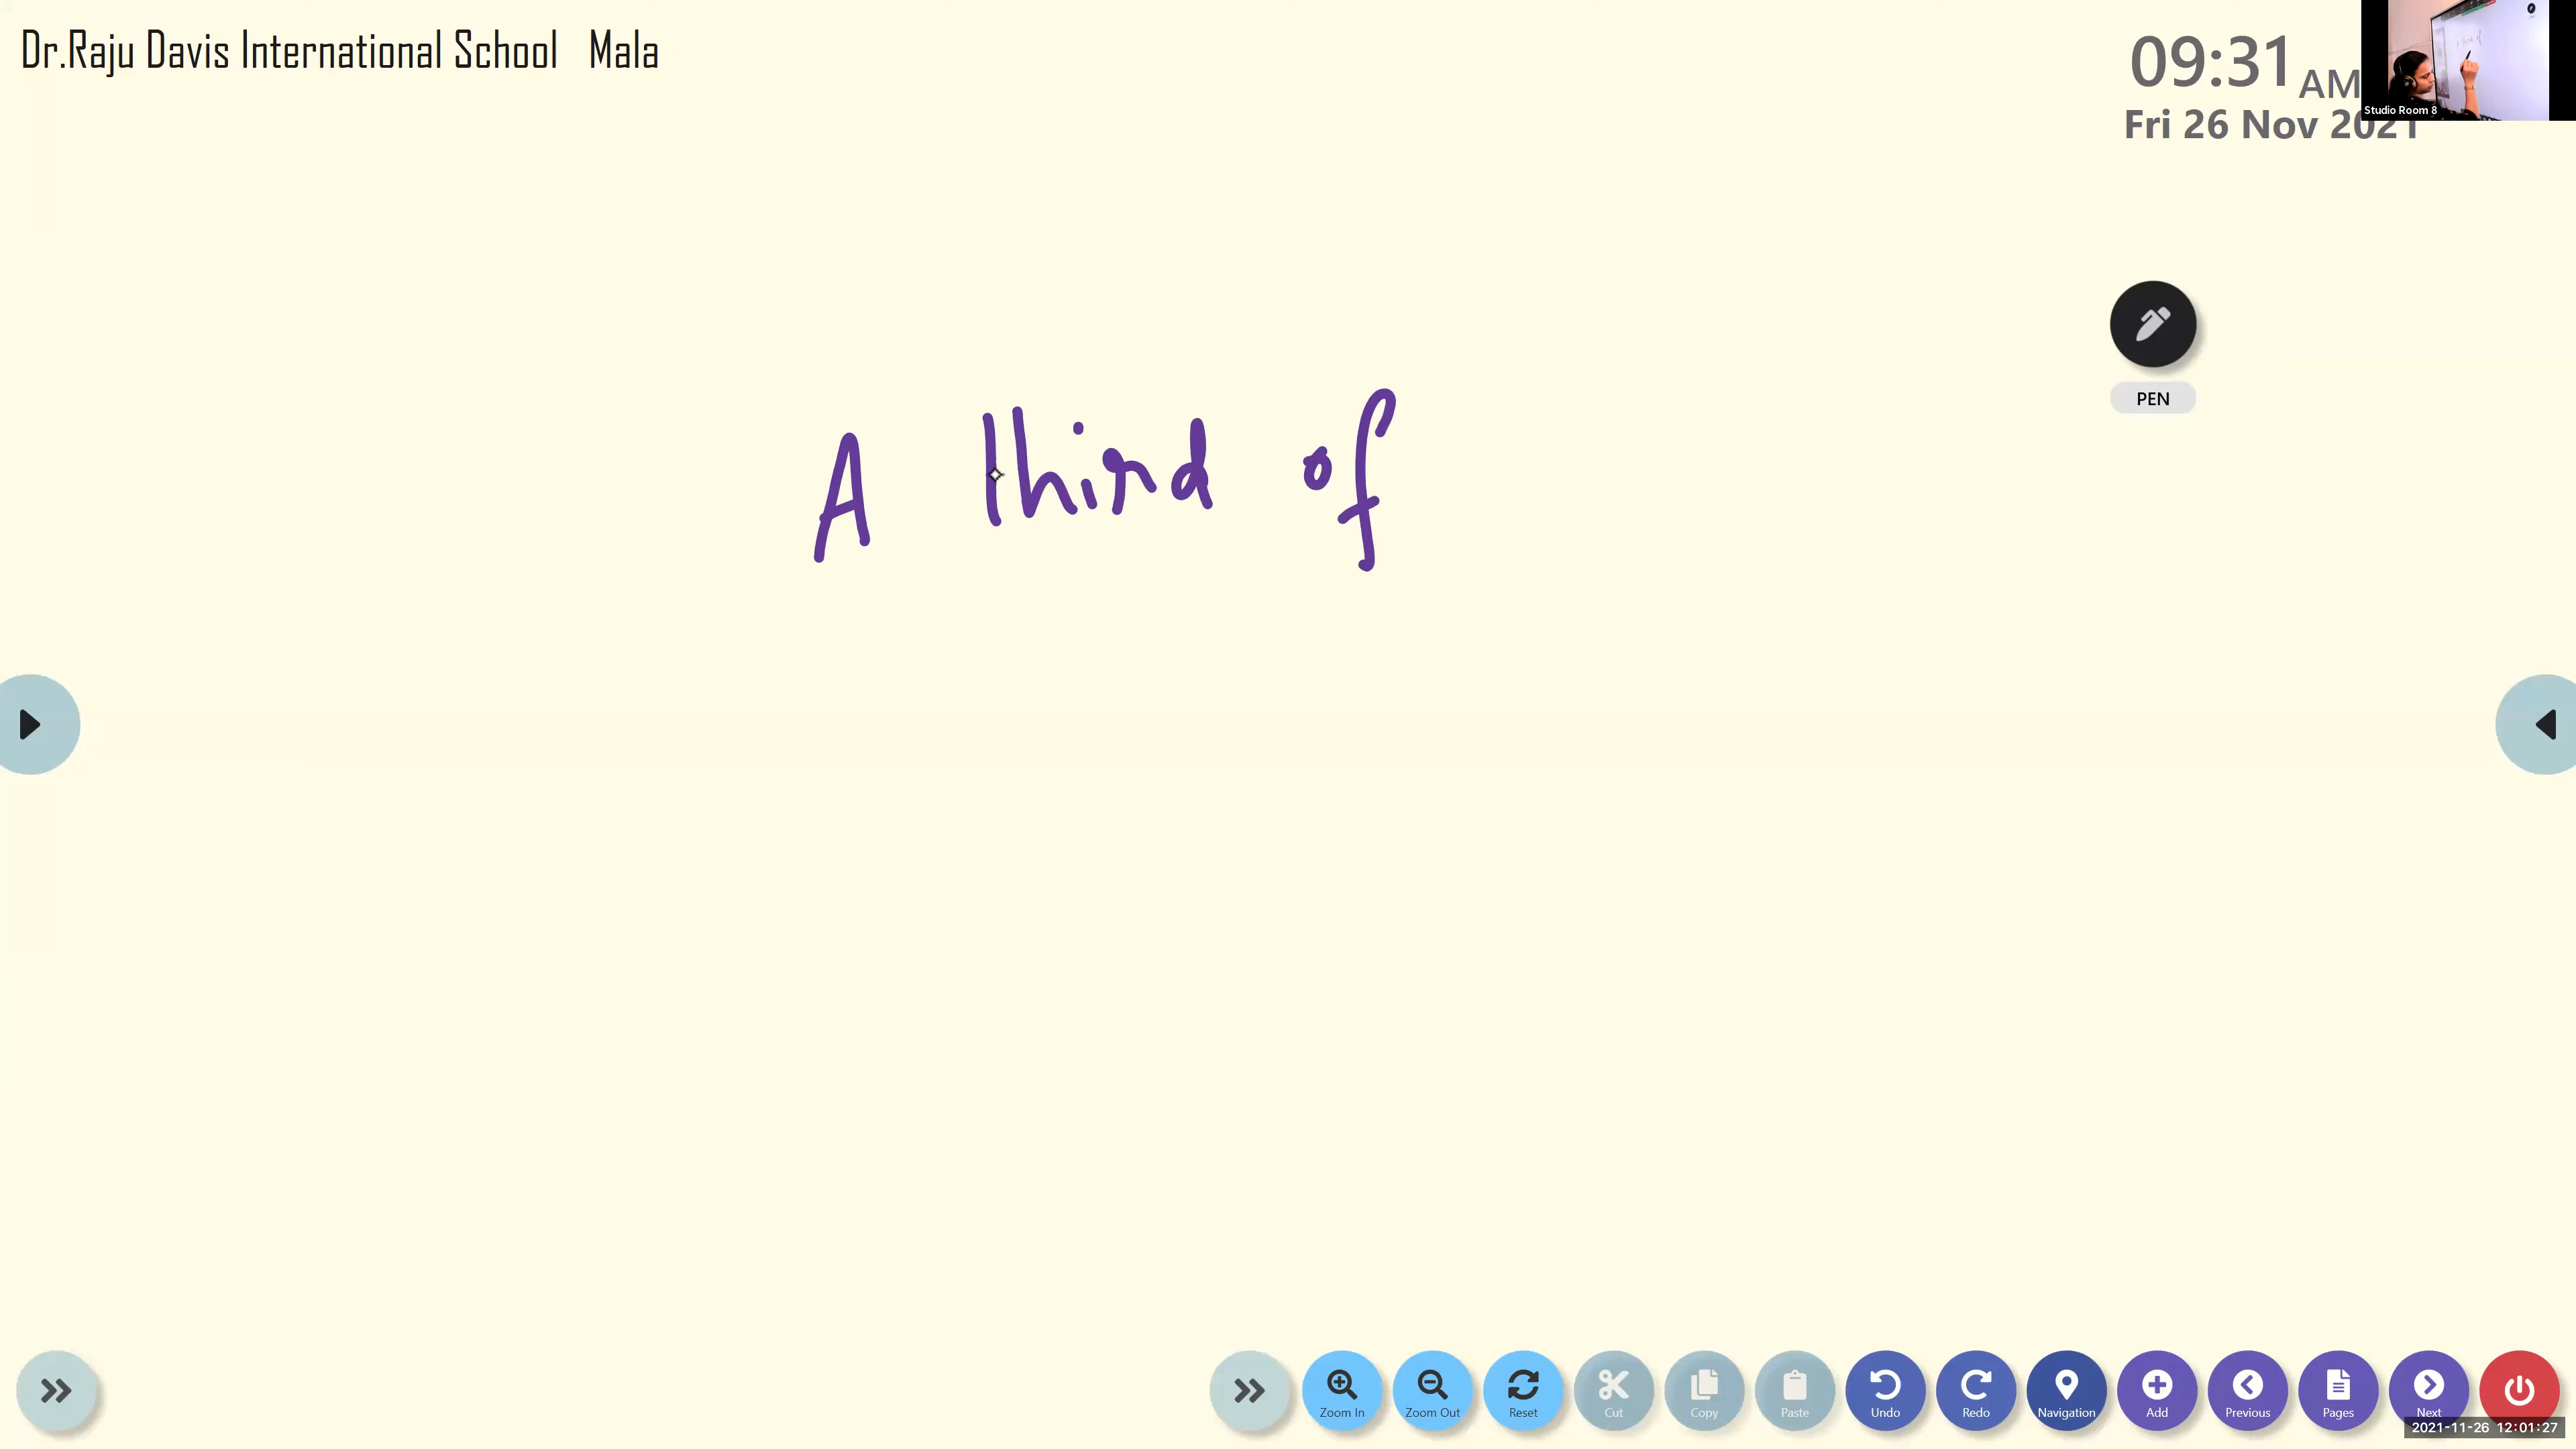 Dr.Raju Davis International School Mala
09:31 AM
Fri 26 Nov 2021
Studio Room 8
PEN
A third of
Zoom In Zoom Out Reset Cut Copy Paste Undo Redo Navigation Add Previous Pages Next
2021-11-26 12:01:27